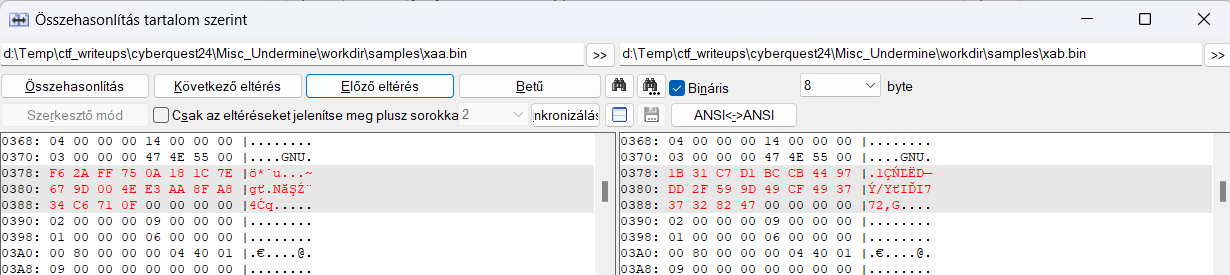 Összehasonlítás tartalom szerint
d:\Temp\ctf_writeups\cyberquest24\Misc_Undermine\workdir\samples\xaa.bin >> d:\Temp\ctf_writeups\cyberquest24\Misc_Undermine\workdir\samples\xab.bin >>
Összehasonlítás Következő eltérés Előző eltérés Betű Bináris 8 byte
Szerkesztő mód Csak az eltéréseket jelenítse meg plusz sorokka 2 nkronizálás ANSI<->ANSI
0368: 04 00 00 00 14 00 00 00 |........ 0368: 04 00 00 00 14 00 00 00 |........
0370: 03 00 00 00 47 4E 55 00 |....GNU. 0370: 03 00 00 00 47 4E 55 00 |....GNU.
0378: F6 2A FF 75 0A 18 1C 7E |ö*˙u...~ 0378: 1B 31 C7 D1 BC CB 44 97 |.1ÇŃĽËD—
0380: 67 9D 00 4E E3 AA 8F A8 |gť.NăŞŹ¨ 0380: DD 2F 59 9D 49 CF 49 37 |Ý/YťIĎI7
0388: 34 C6 71 0F 00 00 00 00 |4Ćq..... 0388: 37 32 82 47 00 00 00 00 |72‚G....
0390: 02 00 00 00 09 00 00 00 |........ 0390: 02 00 00 00 09 00 00 00 |........
0398: 01 00 00 00 06 00 00 00 |........ 0398: 01 00 00 00 06 00 00 00 |........
03A0: 00 80 00 00 00 04 40 01 |.€....@. 03A0: 00 80 00 00 00 04 40 01 |.€....@.
03A8: 09 00 00 00 00 00 00 00 |........ 03A8: 09 00 00 00 00 00 00 00 |........